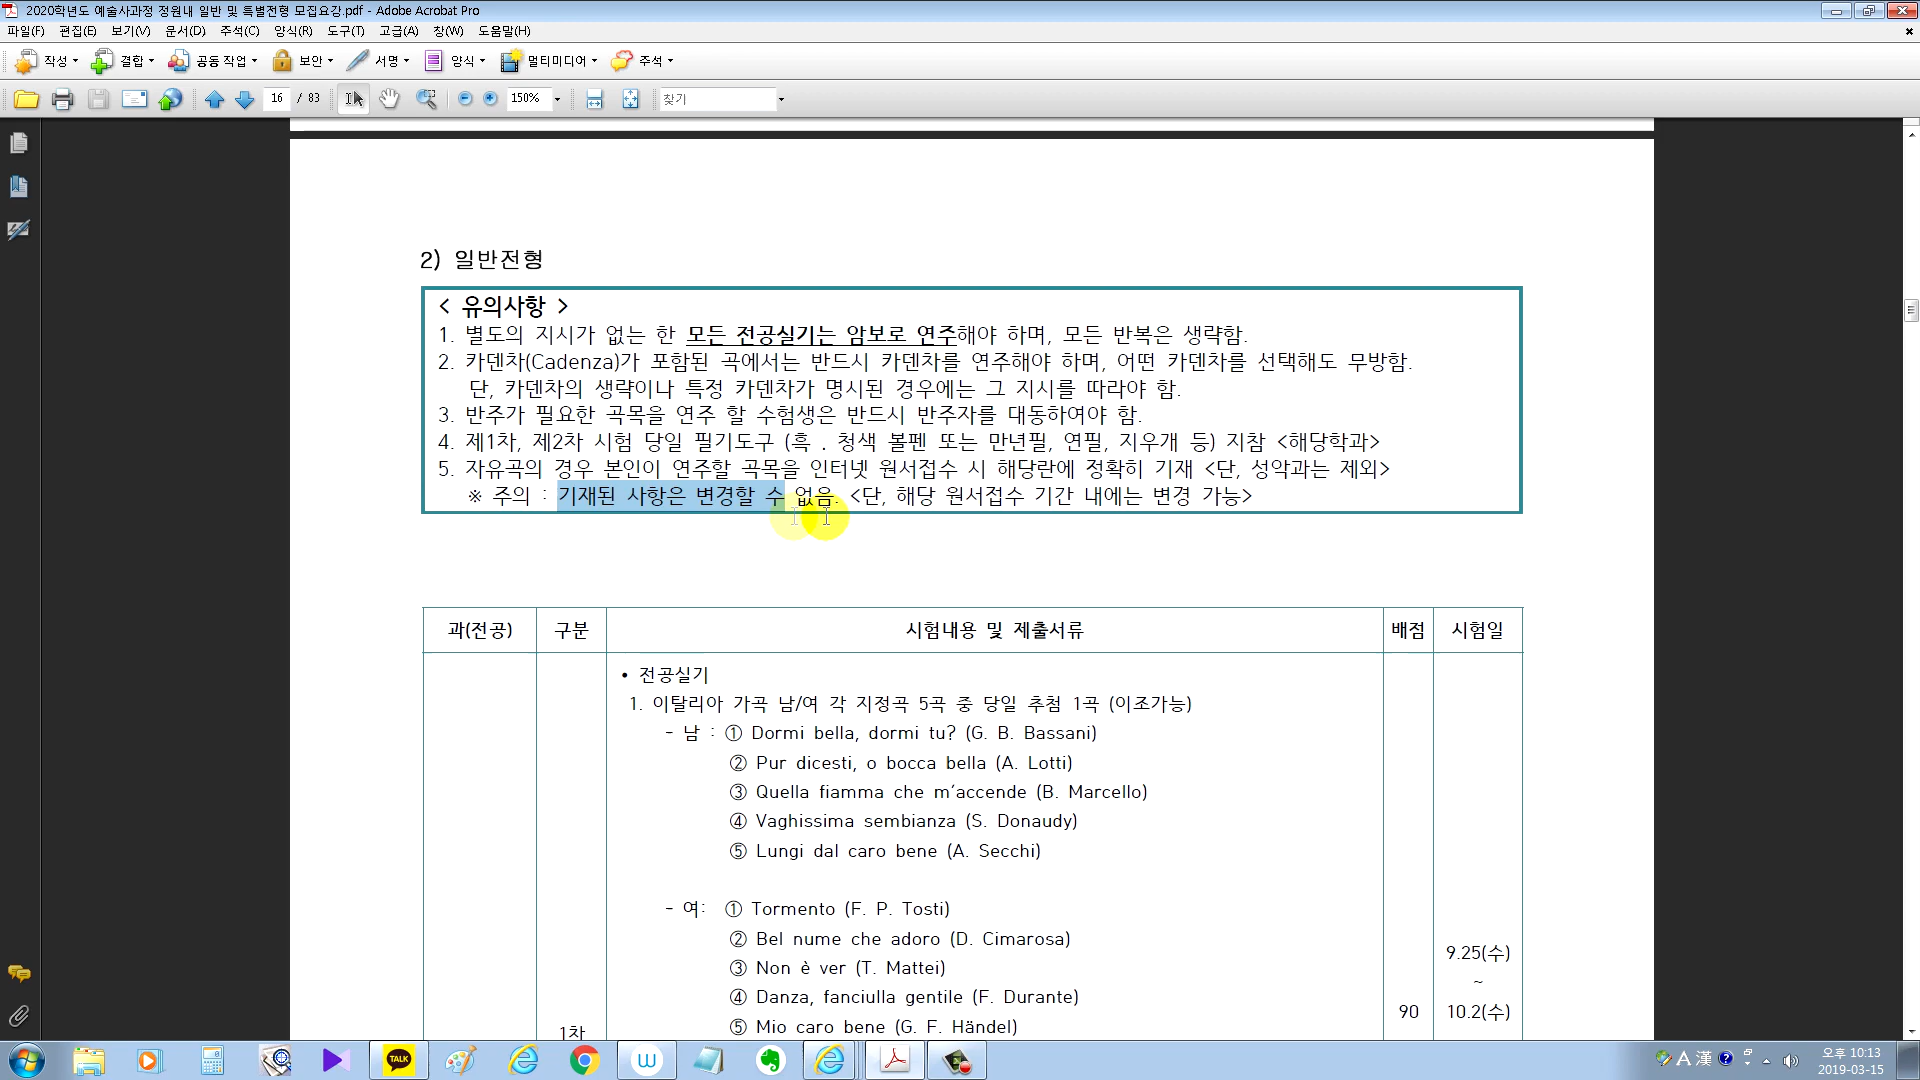 2020학년도 예술사과정 정원내 일반 및 특별전형 모집요강.pdf - Adobe Acrobat Pro
파일(F) 편집(E) 보기(V) 문서(D) 주석(C) 양식(R) 도구(T) 고급(A) 창(W) 도움말(H)
작성 결합 공동 작업 보안 서명 양식 멀티미디어 주석
16 / 83 150% 찾기
2) 일반전형
< 유의사항 >
1. 별도의 지시가 없는 한 모든 전공실기는 암보로 연주해야 하며, 모든 반복은 생략함.
2. 카덴차(Cadenza)가 포함된 곡에서는 반드시 카덴차를 연주해야 하며, 어떤 카덴차를 선택해도 무방함.
단, 카덴차의 생략이나 특정 카덴차가 명시된 경우에는 그 지시를 따라야 함.
3. 반주가 필요한 곡목을 연주 할 수험생은 반드시 반주자를 대동하여야 함.
4. 제1차, 제2차 시험 당일 필기도구 (흑 . 청색 볼펜 또는 만년필, 연필, 지우개 등) 지참 <해당학과>
5. 자유곡의 경우 본인이 연주할 곡목을 인터넷 원서접수 시 해당란에 정확히 기재 <단, 성악과는 제외>
※ 주의 : 기재된 사항은 변경할 수 없음. <단, 해당 원서접수 기간 내에는 변경 가능>
과(전공) 구분 시험내용 및 제출서류 배점 시험일
• 전공실기
1. 이탈리아 가곡 남/여 각 지정곡 5곡 중 당일 추첨 1곡 (이조가능)
- 남 : ① Dormi bella, dormi tu? (G. B. Bassani)
② Pur dicesti, o bocca bella (A. Lotti)
③ Quella fiamma che m'accende (B. Marcello)
④ Vaghissima sembianza (S. Donaudy)
⑤ Lungi dal caro bene (A. Secchi)
- 여: ① Tormento (F. P. Tosti)
② Bel nume che adoro (D. Cimarosa)
③ Non è ver (T. Mattei)
④ Danza, fanciulla gentile (F. Durante)
⑤ Mio caro bene (G. F. Händel)
1차
90
9.25(수)
~
10.2(수)
TALK
A 漢
오후 10:13
2019-03-15